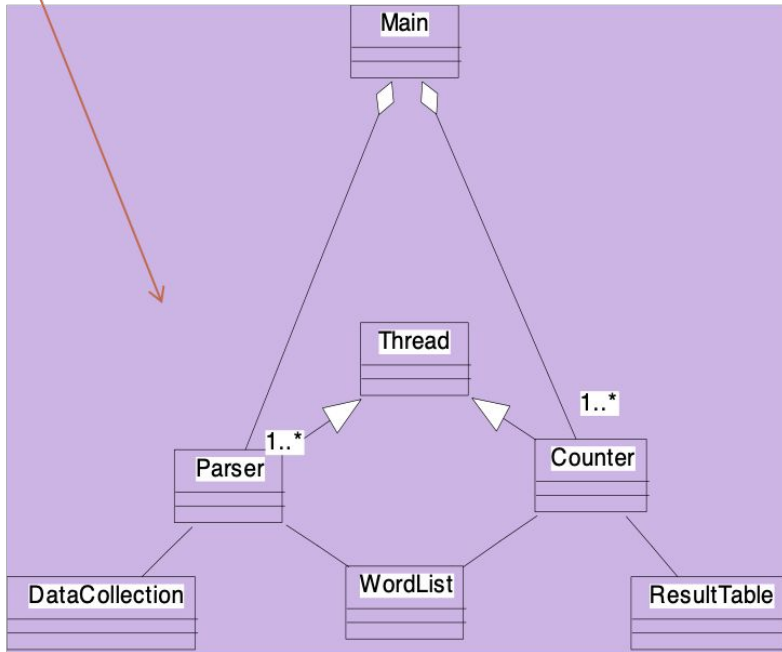 Main
Thread
1..*
1..*
Parser
Counter
DataCollection
WordList
ResultTable